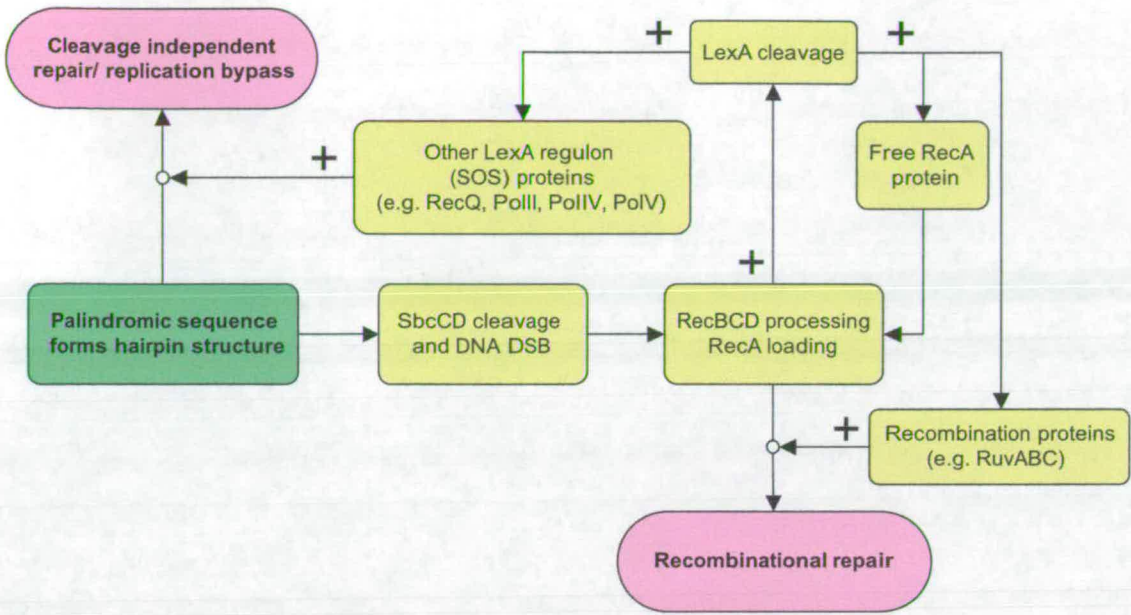 Cleavage independent
repair/ replication bypass
+
LexA cleavage
+
+
Other LexA regulon
(SOS) proteins
(e.g. RecQ, PolII, PolIV, PolV)
Free RecA
protein
+
Palindromic sequence
forms hairpin structure
SbcCD cleavage
and DNA DSB
RecBCD processing
RecA loading
+
Recombination proteins
(e.g. RuvABC)
Recombinational repair